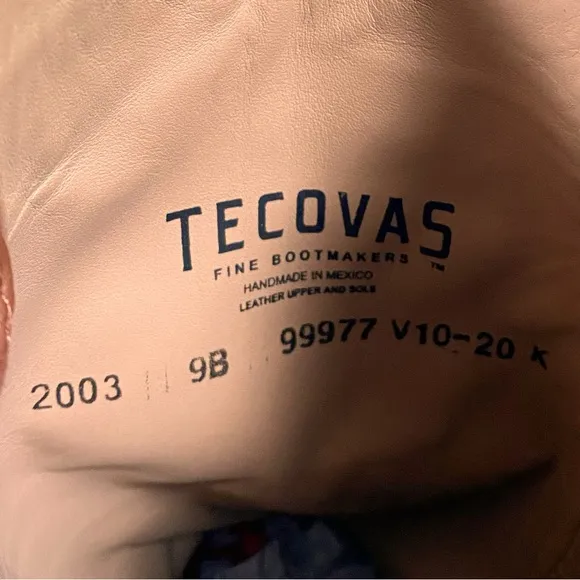 TECOVAS
FINE BOOTMAKERS ™
HANDMADE IN MEXICO
LEATHER UPPER AND SOLE
2003 9B 99977 V10-20 K